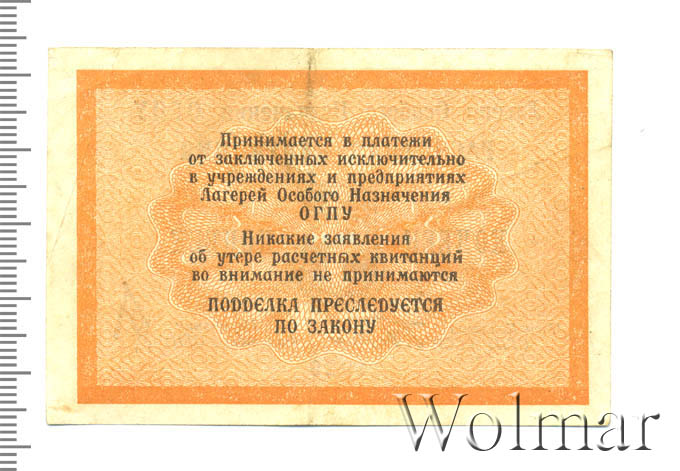 Принимается в платежи
от заключенных исключительно
в учреждениях и предприятиях
Лагерей Особого Назначения
ОГПУ
Никакие заявления
об утере расчетных квитанций
во внимание не принимаются
ПОДДЕЛКА ПРЕСЛЕДУЕТСЯ
ПО ЗАКОНУ
Wolmar